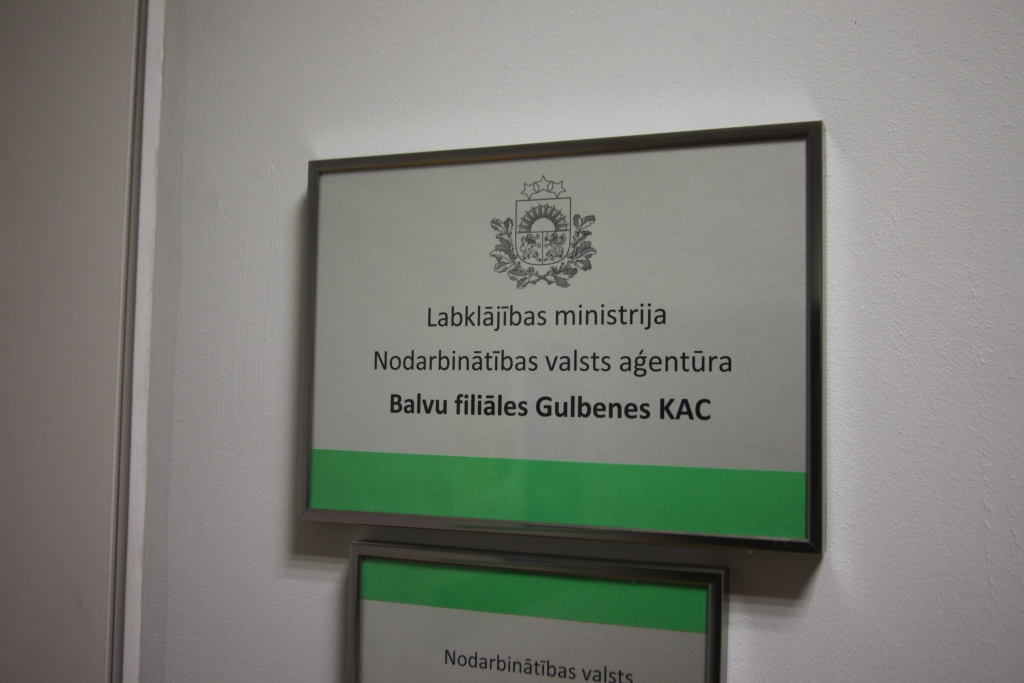 Labklājības ministrija
Nodarbinātības valsts aģentūra
Balvu filiāles Gulbenes KAC
Nodarbinātības valsts